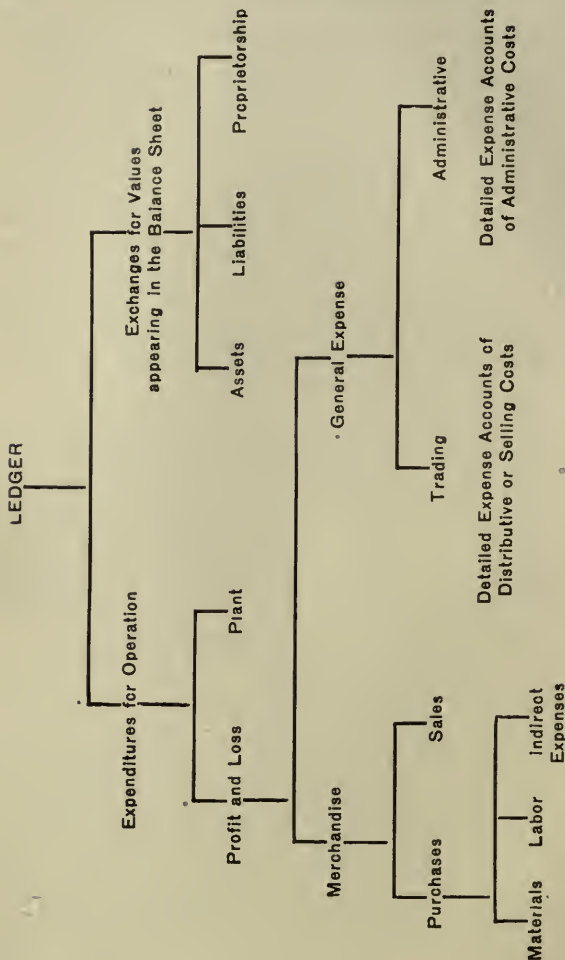 LEDGER
Expenditures for Operation
Exchanges for Values
appearing in the Balance Sheet
Profit and Loss
Plant
Assets
Liabilities
Proprietorship
Merchandise
General Expense
Purchases
Sales
Trading
Administrative
Materials
Labor
Indirect
Expenses
Detailed Expense Accounts of
Distributive or Selling Costs
Detailed Expense Accounts
of Administrative Costs